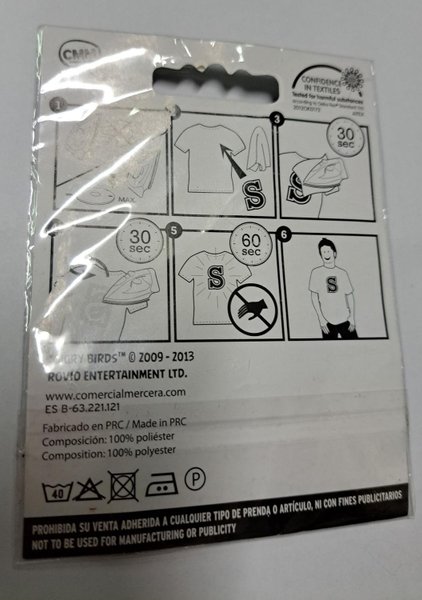 CMM
CONFIDENCE
IN TEXTILES
Tested for harmful substances
1
MAX.
S
3
30
sec
30
sec
5
60
sec
S
6
S
BIRDS™ © 2009 - 2013
ROVIO ENTERTAINMENT LTD.
www.comercialmercera.com
ES B-63.221.121
Fabricado en PRC / Made in PRC
Composición: 100% poliéster
Composition: 100% polyester
40
P
PROHIBIDA SU VENTA ADHERIDA A CUALQUIER TIPO DE PRENDA O ARTÍCULO, NI CON FINES PUBLICITARIOS
NOT TO BE USED FOR MANUFACTURING OR PUBLICITY